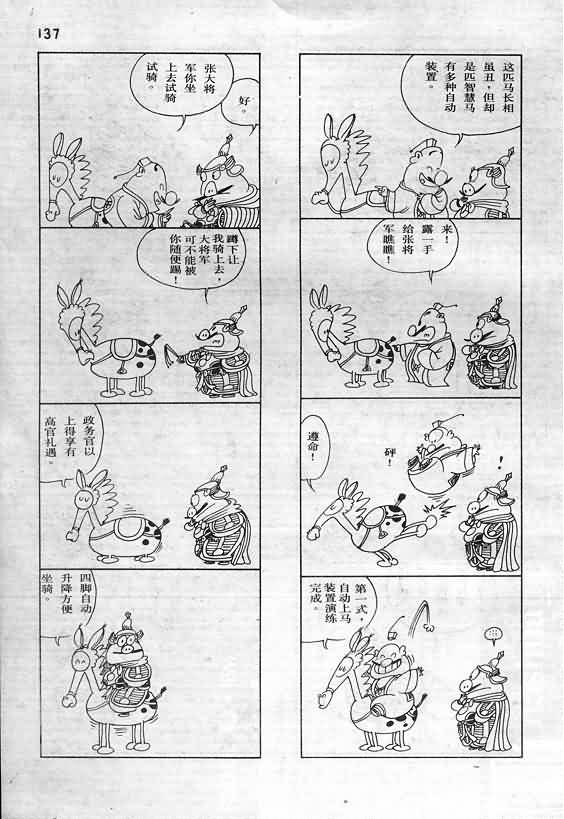 137
这匹马长相
虽丑，但却
是匹智慧马
有多种自动
装置。
来！
露一手
给张将
军瞧瞧！
遵命！
砰！
！
第一式，
自动上马
装置演练
完成。
…
张大将
军你坐
上去试骑
试骑。
好。
蹲下让
我骑上去，
大将军
可不能被
你随便踢！
政务官以
上得享有
高官礼遇。
四脚自动
升降方便
坐骑。